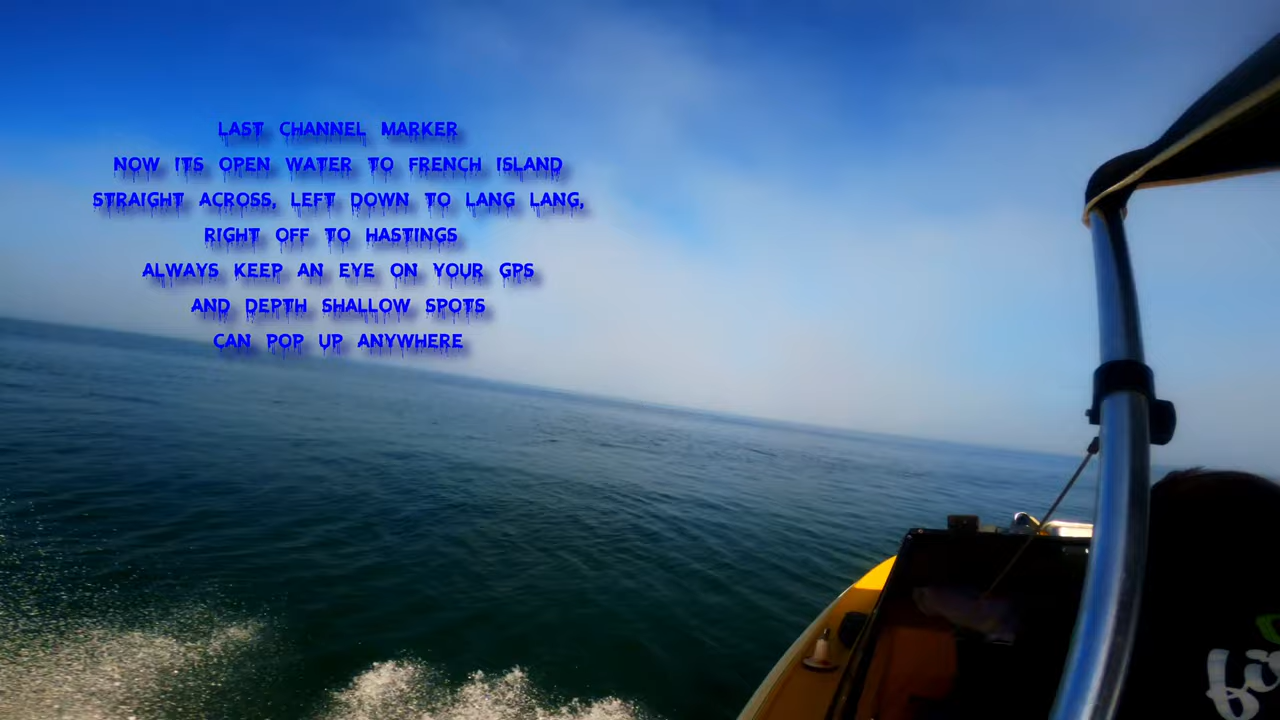 LAST CHANNEL MARKER
NOW ITS OPEN WATER TO FRENCH ISLAND
STRAIGHT ACROSS, LEFT DOWN TO LANG LANG,
RIGHT OFF TO HASTINGS
ALWAYS KEEP AN EYE ON YOUR GPS
AND DEPTH SHALLOW SPOTS
CAN POP UP ANYWHERE